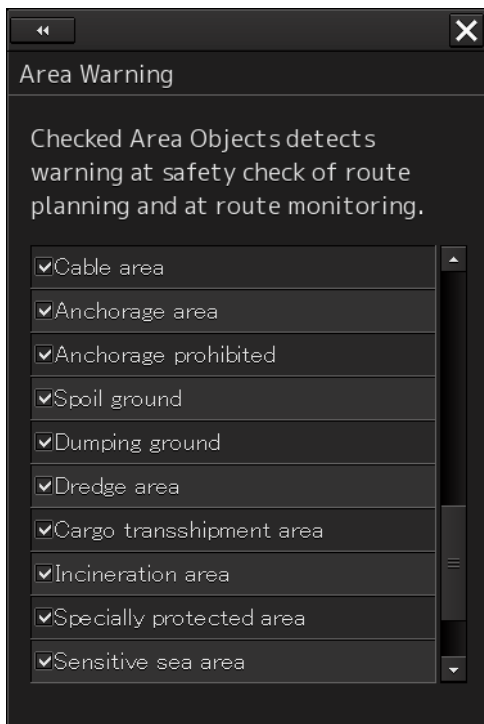 Area Warning
Checked Area Objects detects
warning at safety check of route
planning and at route monitoring.
Cable area
Anchorage area
Anchorage prohibited
Spoil ground
Dumping ground
Dredge area
Cargo transshipment area
Incineration area
Specially protected area
Sensitive sea area